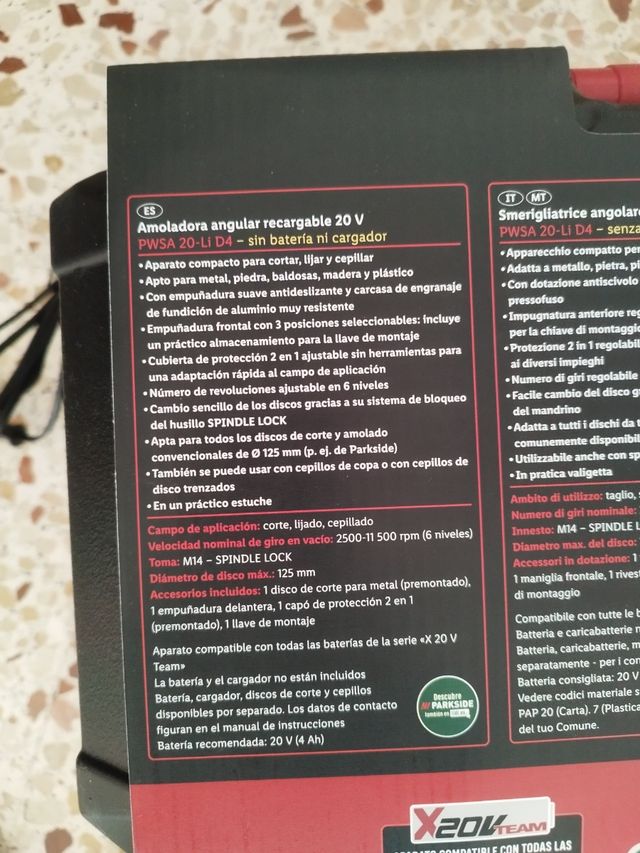 ES
Amoladora angular recargable 20 V
PWSA 20-Li D4 – sin batería ni cargador
• Aparato compacto para cortar, lijar y cepillar
• Apto para metal, piedra, baldosas, madera y plástico
• Con empuñadura suave antideslizante y carcasa de engranaje
de fundición de aluminio muy resistente
• Empuñadura frontal con 3 posiciones seleccionables: incluye
un práctico almacenamiento para la llave de montaje
• Cubierta de protección 2 en 1 ajustable sin herramientas para
una adaptación rápida al campo de aplicación
• Número de revoluciones ajustable en 6 niveles
• Cambio sencillo de los discos gracias a su sistema de bloqueo
del husillo SPINDLE LOCK
• Apta para todos los discos de corte y amolado
convencionales de Ø 125 mm (p. ej. de Parkside)
• También se puede usar con cepillos de copa o con cepillos de
disco trenzados
• En un práctico estuche
Campo de aplicación: corte, lijado, cepillado
Velocidad nominal de giro en vacío: 2500-11 500 rpm (6 niveles)
Toma: M14 – SPINDLE LOCK
Diámetro de disco máx.: 125 mm
Accesorios incluidos: 1 disco de corte para metal (premontado),
1 empuñadura delantera, 1 capó de protección 2 en 1
(premontado), 1 llave de montaje
Aparato compatible con todas las baterías de la serie «X 20 V
Team»
La batería y el cargador no están incluidos
Batería, cargador, discos de corte y cepillos
disponibles por separado. Los datos de contacto
figuran en el manual de instrucciones
Batería recomendada: 20 V (4 Ah)
Descubre
PARKSIDE
también en
IT MT
Smerigliatrice angolare
PWSA 20-Li D4 – senza
• Apparecchio compatto per
• Adatta a metallo, pietra,
• Con dotazione antiscivolo
pressofuso
• Impugnatura anteriore
per la chiave di montaggio
• Protezione 2 in 1
ai diversi impieghi
• Numero di giri regolabile
• Facile cambio del disco
del mandrino
• Adatta a tutti i dischi da
comunemente
• Utilizzabile anche con
• In pratica valigetta
Ambito di utilizzo: taglio,
Numero di giri nominale:
Innesto: M14 – SPINDLE
Diametro max. del disco:
Accessori in dotazione: 1
1 maniglia frontale, 1
di montaggio
Compatibile con tutte le
Batteria e caricabatterie
Batteria, caricabatterie,
separatamente - per i
Batteria consigliata: 20 V
Vedere codici materiale
PAP 20 (Carta). 7
del tuo Comune.
X20V TEAM
APARATO COMPATIBLE CON TODAS LAS